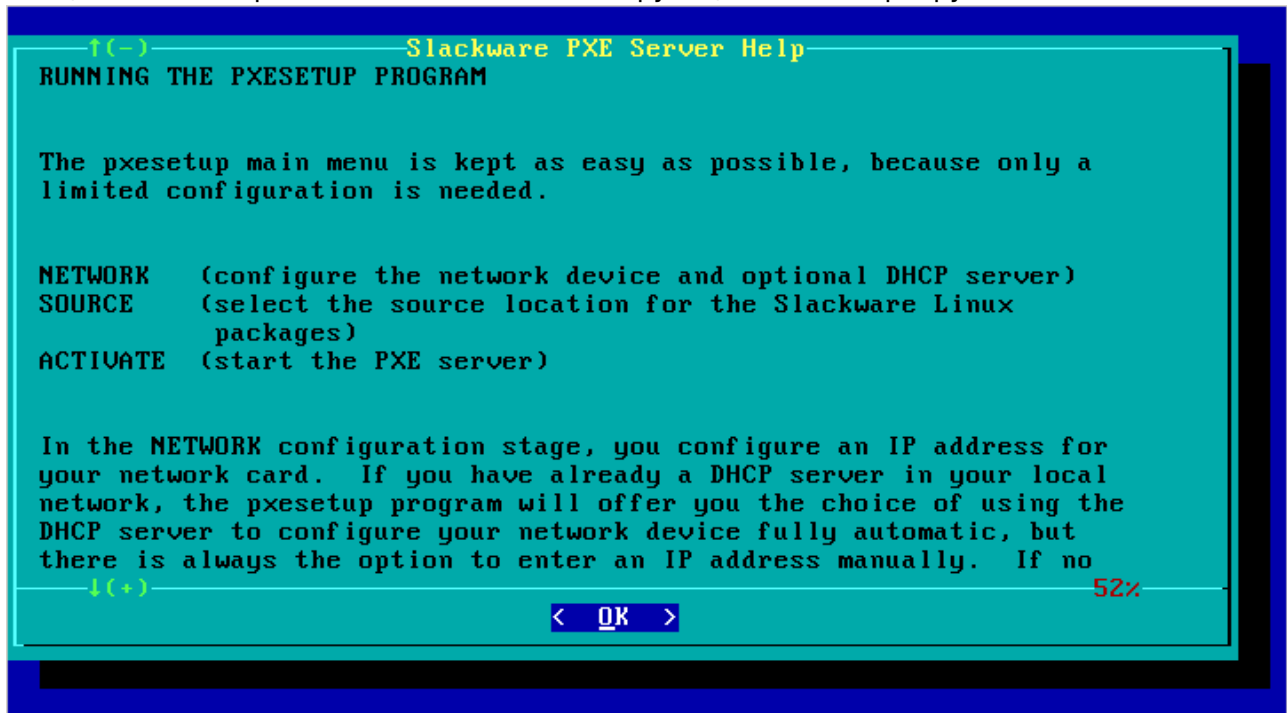 ↑(-) Slackware PXE Server Help
RUNNING THE PXESETUP PROGRAM
The pxesetup main menu is kept as easy as possible, because only a
limited configuration is needed.
NETWORK (configure the network device and optional DHCP server)
SOURCE (select the source location for the Slackware Linux
packages)
ACTIVATE (start the PXE server)
In the NETWORK configuration stage, you configure an IP address for
your network card. If you have already a DHCP server in your local
network, the pxesetup program will offer you the choice of using the
DHCP server to configure your network device fully automatic, but
there is always the option to enter an IP address manually. If no
↓(+) 52%
< OK >